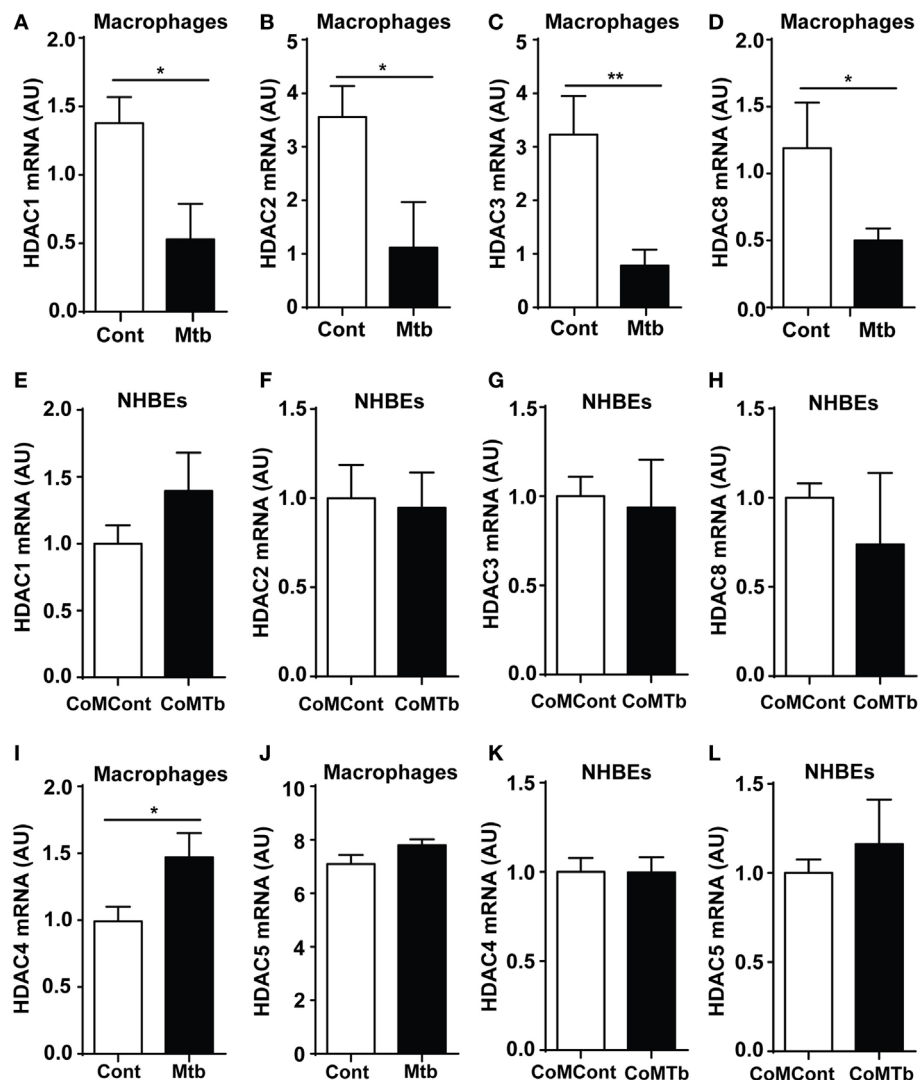 A Macrophages
HDAC1 mRNA (AU)
2.0
1.5
1.0
0.5
0.0
*
Cont Mtb
B Macrophages
HDAC2 mRNA (AU)
5
4
3
2
1
0
*
Cont Mtb
C Macrophages
HDAC3 mRNA (AU)
5
4
3
2
1
0
**
Cont Mtb
D Macrophages
HDAC8 mRNA (AU)
2.0
1.5
1.0
0.5
0.0
*
Cont Mtb
E NHBEs
HDAC1 mRNA (AU)
2.0
1.5
1.0
0.5
0.0
CoMCont CoMTb
F NHBEs
HDAC2 mRNA (AU)
1.5
1.0
0.5
0.0
CoMCont CoMTb
G NHBEs
HDAC3 mRNA (AU)
1.5
1.0
0.5
0.0
CoMCont CoMTb
H NHBEs
HDAC8 mRNA (AU)
1.5
1.0
0.5
0.0
CoMCont CoMTb
I Macrophages
HDAC4 mRNA (AU)
2.0
1.5
1.0
0.5
0.0
*
Cont Mtb
J Macrophages
HDAC5 mRNA (AU)
10
8
6
4
2
0
Cont Mtb
K NHBEs
HDAC4 mRNA (AU)
1.5
1.0
0.5
0.0
CoMCont CoMTb
L NHBEs
HDAC5 mRNA (AU)
1.5
1.0
0.5
0.0
CoMCont CoMTb